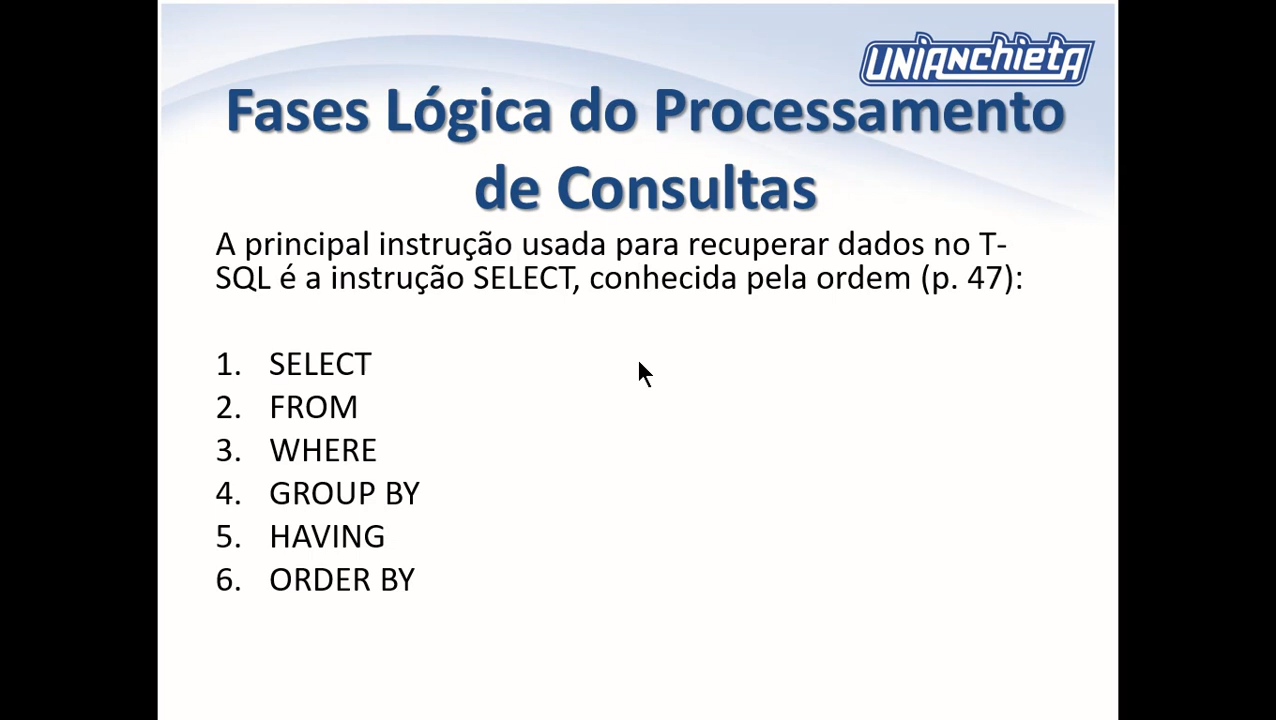 UNIANCHIETA
Fases Lógica do Processamento
de Consultas
A principal instrução usada para recuperar dados no T-
SQL é a instrução SELECT, conhecida pela ordem (p. 47):
1. SELECT
2. FROM
3. WHERE
4. GROUP BY
5. HAVING
6. ORDER BY